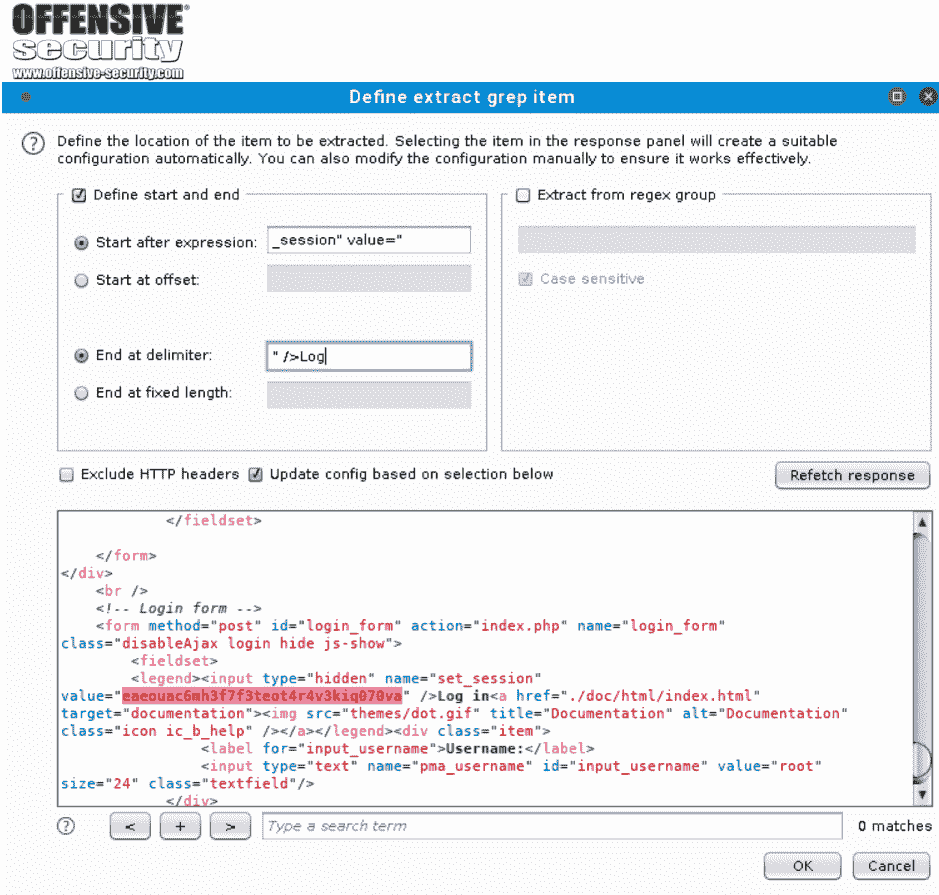 OFFENSIVE
security
www.offensive-security.com
Define extract grep item
Define the location of the item to be extracted. Selecting the item in the response panel will create a suitable
configuration automatically. You can also modify the configuration manually to ensure it works effectively.
Define start and end
Extract from regex group
Start after expression: _session" value="
Start at offset:
Case sensitive
End at delimiter: " />Log
End at fixed length:
Exclude HTTP headers Update config based on selection below Refetch response
</fieldset>
</form>
</div>
<br />
<!-- Login form -->
<form method="post" id="login_form" action="index.php" name="login_form"
class="disableAjax login hide js-show">
<fieldset>
<legend><input type="hidden" name="set_session"
value="eaeouac6mh3f7f3teot4r4v3kiq070va" />Log in<a href="./doc/html/index.html"
target="documentation"><img src="themes/dot.gif" title="Documentation" alt="Documentation"
class="icon ic_b_help" /></a></legend><div class="item">
<label for="input_username">Username:</label>
<input type="text" name="pma_username" id="input_username" value="root"
size="24" class="textfield"/>
</div>
? < + > Type a search term 0 matches
OK Cancel